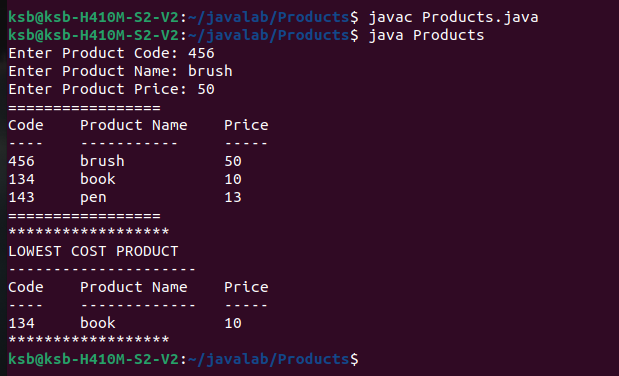 ksb@ksb-H410M-S2-V2:~/javalab/Products$ javac Products.java
ksb@ksb-H410M-S2-V2:~/javalab/Products$ java Products
Enter Product Code: 456
Enter Product Name: brush
Enter Product Price: 50
=================
Code    Product Name    Price
----    -----------     -----
456     brush           50
134     book            10
143     pen             13
=================
******************
LOWEST COST PRODUCT
---------------------
Code    Product Name    Price
----    -------------   -----
134     book            10
******************
ksb@ksb-H410M-S2-V2:~/javalab/Products$